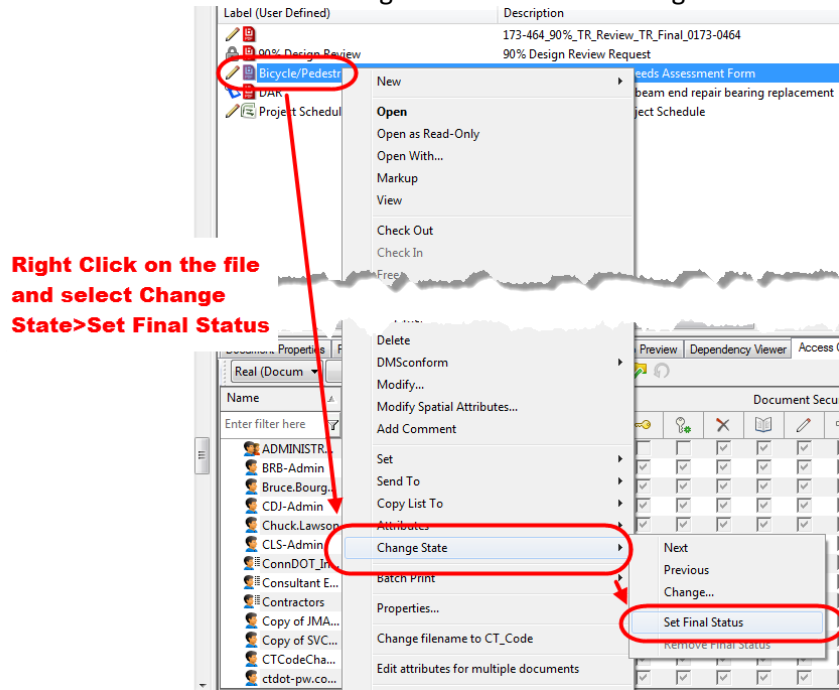 Label (User Defined) Description
173-464_90%_TR_Review_TR_Final_0173-0464
90% Design Review 90% Design Review Request
Bicycle/Pedestr eeds Assessment Form
DAR beam end repair bearing replacement
Project Schedul ject Schedule
New
Open
Open as Read-Only
Open With...
Markup
View
Check Out
Check In
Free
Right Click on the file
and select Change
State>Set Final Status
Delete
Document Properties Preview Dependency Viewer Access
DMSconform
Real (Docum
Modify...
Name Docum​ent Secu
Modify Spatial Attributes...
Enter filter here
Add Comment
ADMINISTR...
Set
BRB-Admin
Send To
Bruce.Bourg...
Copy List To
CDJ-Admin
Chuck.Lawson
Attributes
CLS-Admin
Change State Next
ConnDOT_In...
Previous
Consultant E...
Batch Print
Change...
Contractors
Properties...
Copy of JMA...
Set Final Status
Copy of SVC...
Change filename to CT_Code
Remove Final Status
CTCodeCha...
Edit attributes for multiple documents
ctdot-pw.co...